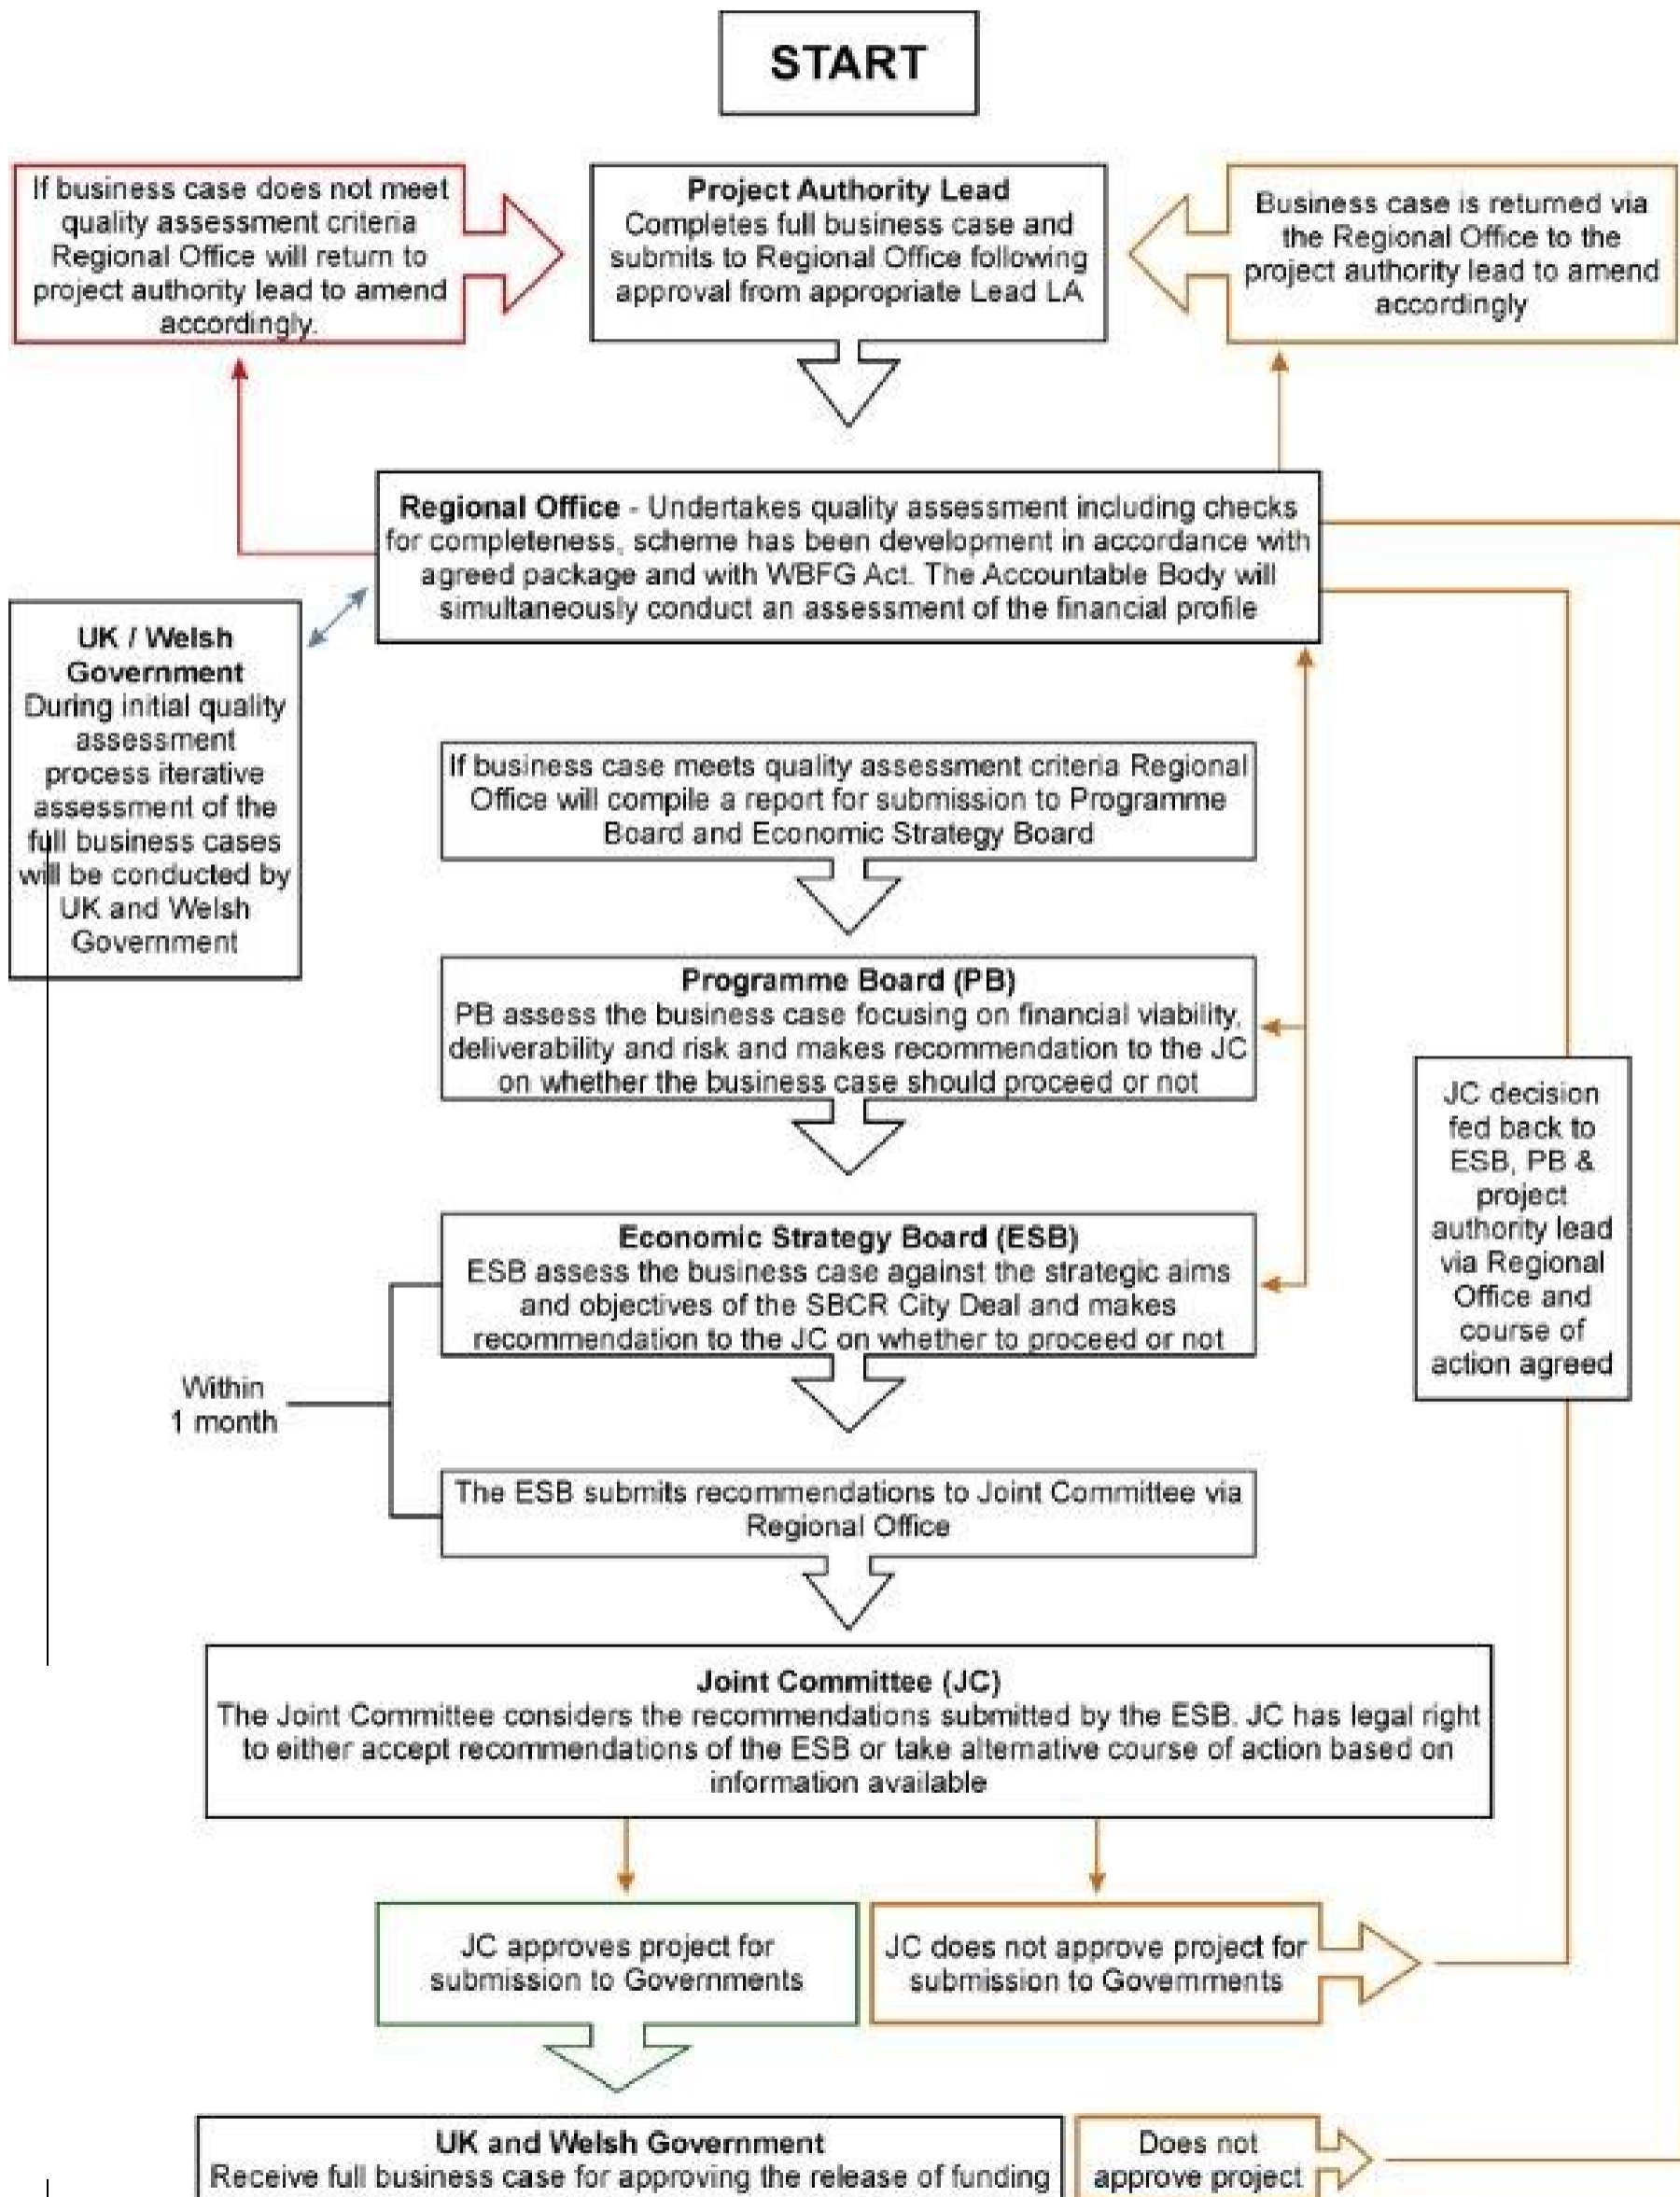 START
If business case does not meet
quality assessment criteria
Regional Office will return to
project authority lead to amend
accordingly.
Project Authority Lead
Completes full business case and
submits to Regional Office following
approval from appropriate Lead LA
Business case is returned via
the Regional Office to the
project authority lead to amend
accordingly
Regional Office - Undertakes quality assessment including checks
for completeness, scheme has been development in accordance with
agreed package and with WBFG Act. The Accountable Body will
simultaneously conduct an assessment of the financial profile
UK / Welsh
Government
During initial quality
assessment
process iterative
assessment of the
full business cases
will be conducted by
UK and Welsh
Government
If business case meets quality assessment criteria Regional
Office will compile a report for submission to Programme
Board and Economic Strategy Board
Programme Board (PB)
PB assess the business case focusing on financial viability,
deliverability and risk and makes recommendation to the JC
on whether the business case should proceed or not
JC decision
fed back to
ESB, PB &
project
authority lead
via Regional
Office and
course of
action agreed
Economic Strategy Board (ESB)
ESB assess the business case against the strategic aims
and objectives of the SBCR City Deal and makes
recommendation to the JC on whether to proceed or not
Within
1 month
The ESB submits recommendations to Joint Committee via
Regional Office
Joint Committee (JC)
The Joint Committee considers the recommendations submitted by the ESB. JC has legal right
to either accept recommendations of the ESB or take alternative course of action based on
information available
JC approves project for
submission to Governments
JC does not approve project for
submission to Governments
UK and Welsh Government
Receive full business case for approving the release of funding
Does not
approve project